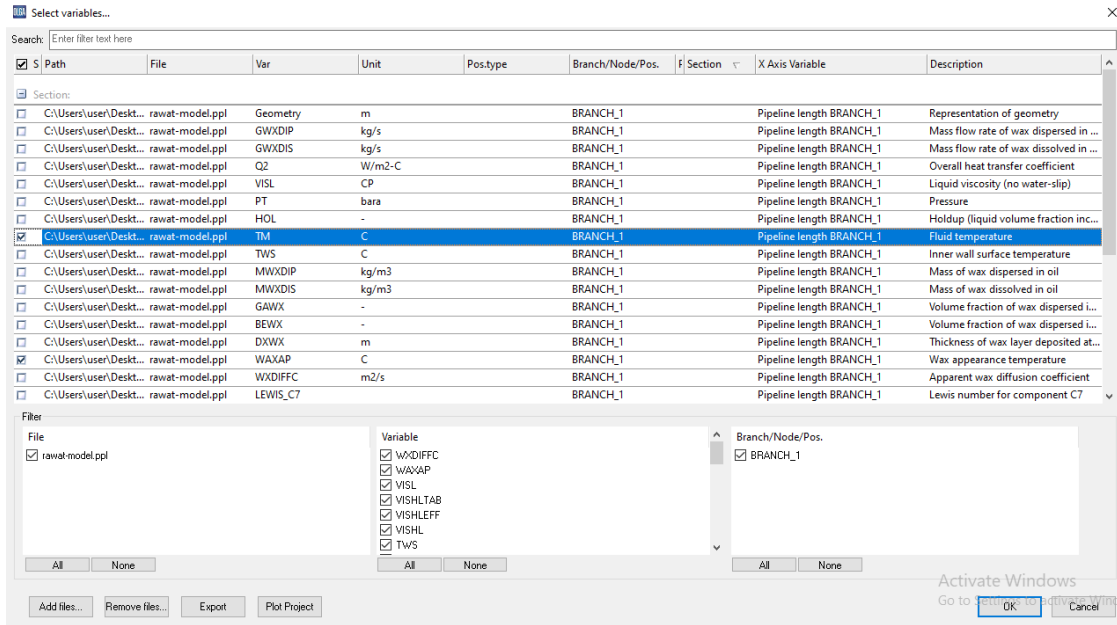 OLGA Select variables...
Search: Enter filter text here
S Path File Var Unit Pos.type Branch/Node/Pos. F Section X Axis Variable Description
Section:
C:\Users\user\Deskt... rawat-model.ppl Geometry m BRANCH_1 Pipeline length BRANCH_1 Representation of geometry
C:\Users\user\Deskt... rawat-model.ppl GWXDIP kg/s BRANCH_1 Pipeline length BRANCH_1 Mass flow rate of wax dispersed in ...
C:\Users\user\Deskt... rawat-model.ppl GWXDIS kg/s BRANCH_1 Pipeline length BRANCH_1 Mass flow rate of wax dissolved in ...
C:\Users\user\Deskt... rawat-model.ppl Q2 W/m2-C BRANCH_1 Pipeline length BRANCH_1 Overall heat transfer coefficient
C:\Users\user\Deskt... rawat-model.ppl VISL CP BRANCH_1 Pipeline length BRANCH_1 Liquid viscosity (no water-slip)
C:\Users\user\Deskt... rawat-model.ppl PT bara BRANCH_1 Pipeline length BRANCH_1 Pressure
C:\Users\user\Deskt... rawat-model.ppl HOL - BRANCH_1 Pipeline length BRANCH_1 Holdup (liquid volume fraction inc...
C:\Users\user\Deskt... rawat-model.ppl TM C BRANCH_1 Pipeline length BRANCH_1 Fluid temperature
C:\Users\user\Deskt... rawat-model.ppl TWS C BRANCH_1 Pipeline length BRANCH_1 Inner wall surface temperature
C:\Users\user\Deskt... rawat-model.ppl MWXDIP kg/m3 BRANCH_1 Pipeline length BRANCH_1 Mass of wax dispersed in oil
C:\Users\user\Deskt... rawat-model.ppl MWXDIS kg/m3 BRANCH_1 Pipeline length BRANCH_1 Mass of wax dissolved in oil
C:\Users\user\Deskt... rawat-model.ppl GAWX - BRANCH_1 Pipeline length BRANCH_1 Volume fraction of wax dispersed i...
C:\Users\user\Deskt... rawat-model.ppl BEWX - BRANCH_1 Pipeline length BRANCH_1 Volume fraction of wax dispersed i...
C:\Users\user\Deskt... rawat-model.ppl DXWX m BRANCH_1 Pipeline length BRANCH_1 Thickness of wax layer deposited at...
C:\Users\user\Deskt... rawat-model.ppl WAXAP C BRANCH_1 Pipeline length BRANCH_1 Wax appearance temperature
C:\Users\user\Deskt... rawat-model.ppl WXDIFFC m2/s BRANCH_1 Pipeline length BRANCH_1 Apparent wax diffusion coefficient
C:\Users\user\Deskt... rawat-model.ppl LEWIS_C7 BRANCH_1 Pipeline length BRANCH_1 Lewis number for component C7
Filter
File Variable Branch/Node/Pos.
rawat-model.ppl WXDIFFC BRANCH_1
WAXAP
VISL
VISHLTAB
VISHLEFF
VISHL
TWS
All None All None All None
Activate Windows
Go to Settings to activate Wind
Add files... Remove files... Export Plot Project OK Cancel